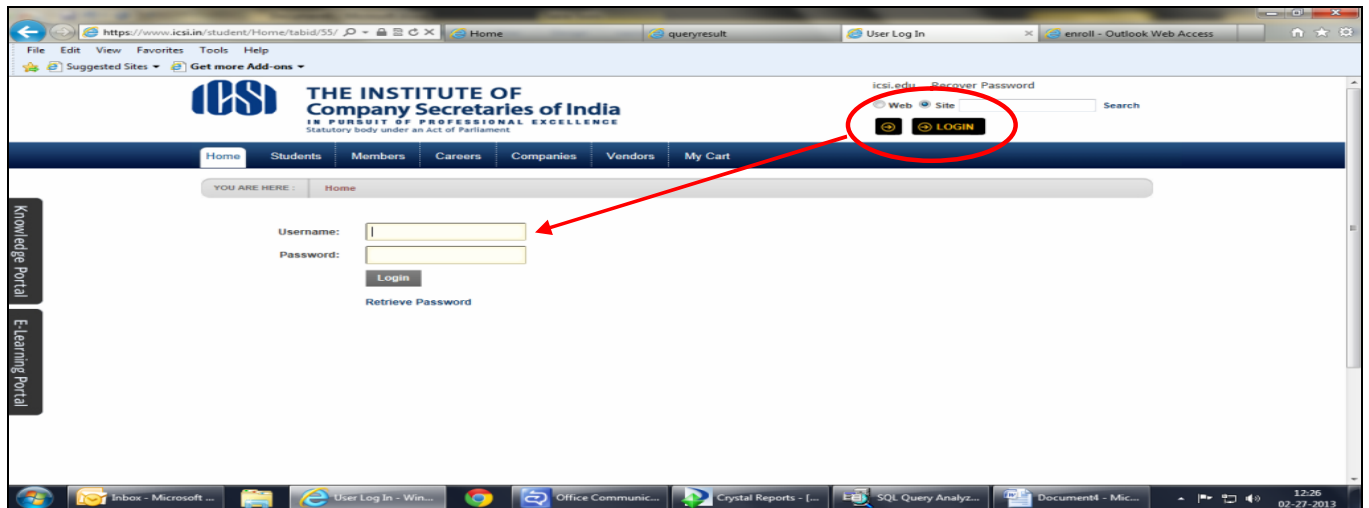 https://www.icsi.in/student/Home/tabid/55/
Home
queryresult
User Log In
enroll - Outlook Web Access
File Edit View Favorites Tools Help
Suggested Sites Get more Add-ons
ICSI
THE INSTITUTE OF
Company Secretaries of India
IN PURSUIT OF PROFESSIONAL EXCELLENCE
Statutory body under an Act of Parliament
icsi.edu Recover Password
Web Site Search
LOGIN
Home Students Members Careers Companies Vendors My Cart
YOU ARE HERE : Home
Knowledge Portal
E-Learning Portal
Username:
Password:
Login
Retrieve Password
Inbox - Microsoft ...
User Log In - Win...
Office Communic...
Crystal Reports - [...
SQL Query Analyz...
Document4 - Mic...
12:26
02-27-2013